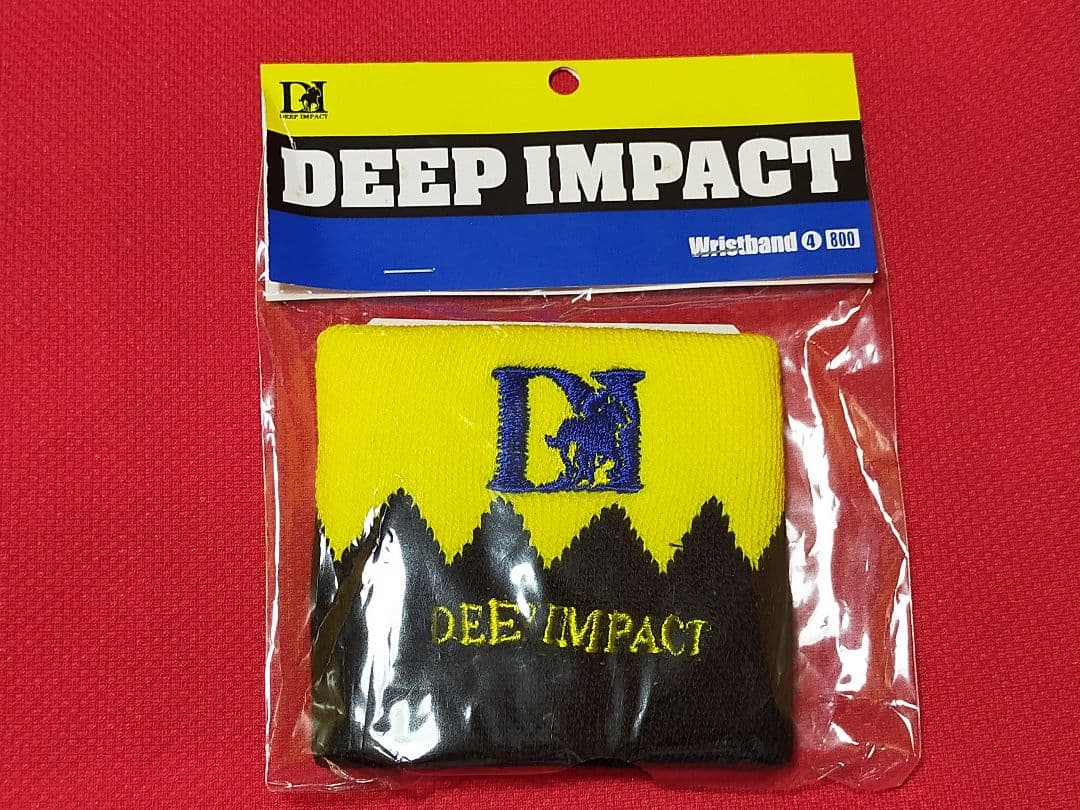 DI
DEEP IMPACT
DEEP IMPACT
Wristband 4 800
DI
DEEP IMPACT